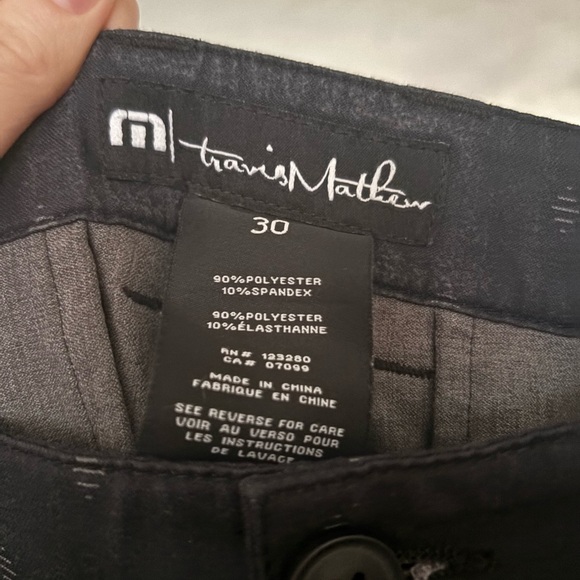 m| travisMathew
30
90%POLYESTER
10%SPANDEX
90%POLYESTER
10%ÉLASTHANNE
RN# 123280
CA# 07099
MADE IN CHINA
FABRIQUE EN CHINE
SEE REVERSE FOR CARE
VOIR AU VERSO POUR
LES INSTRUCTIONS
DE LAVAGE